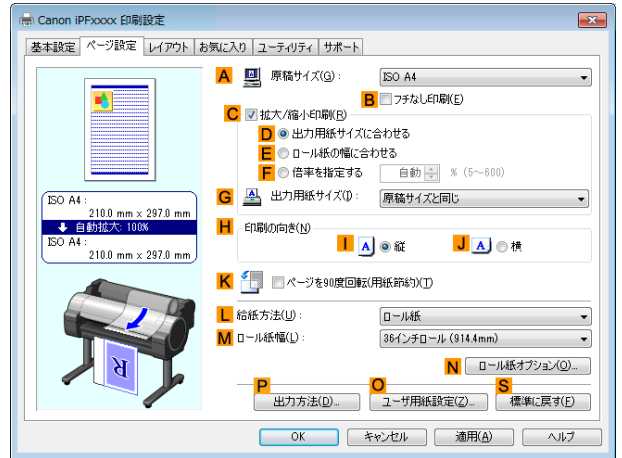 Canon iPFxxxx 印刷設定
基本設定 ページ設定 レイアウト お気に入り ユーティリティ サポート
A 原稿サイズ(G): ISO A4
B フチなし印刷(E)
C 拡大/縮小印刷(R)
D 出力用紙サイズに合わせる
E ロール紙の幅に合わせる
F 倍率を指定する 自動 % (5～600)
G 出力用紙サイズ(I): 原稿サイズと同じ
ISO A4 :
210.0 mm x 297.0 mm
自動拡大: 100%
ISO A4 :
210.0 mm x 297.0 mm
H 印刷の向き(N)
I A 縦 J A 横
K ページを90度回転(用紙節約)(T)
L 給紙方法(U): ロール紙
M ロール紙幅(L): 36インチロール (914.4mm)
N ロール紙オプション(O)...
P O S
出力方法(D)... ユーザ用紙設定(Z)... 標準に戻す(F)
R
OK キャンセル 適用(A) ヘルプ